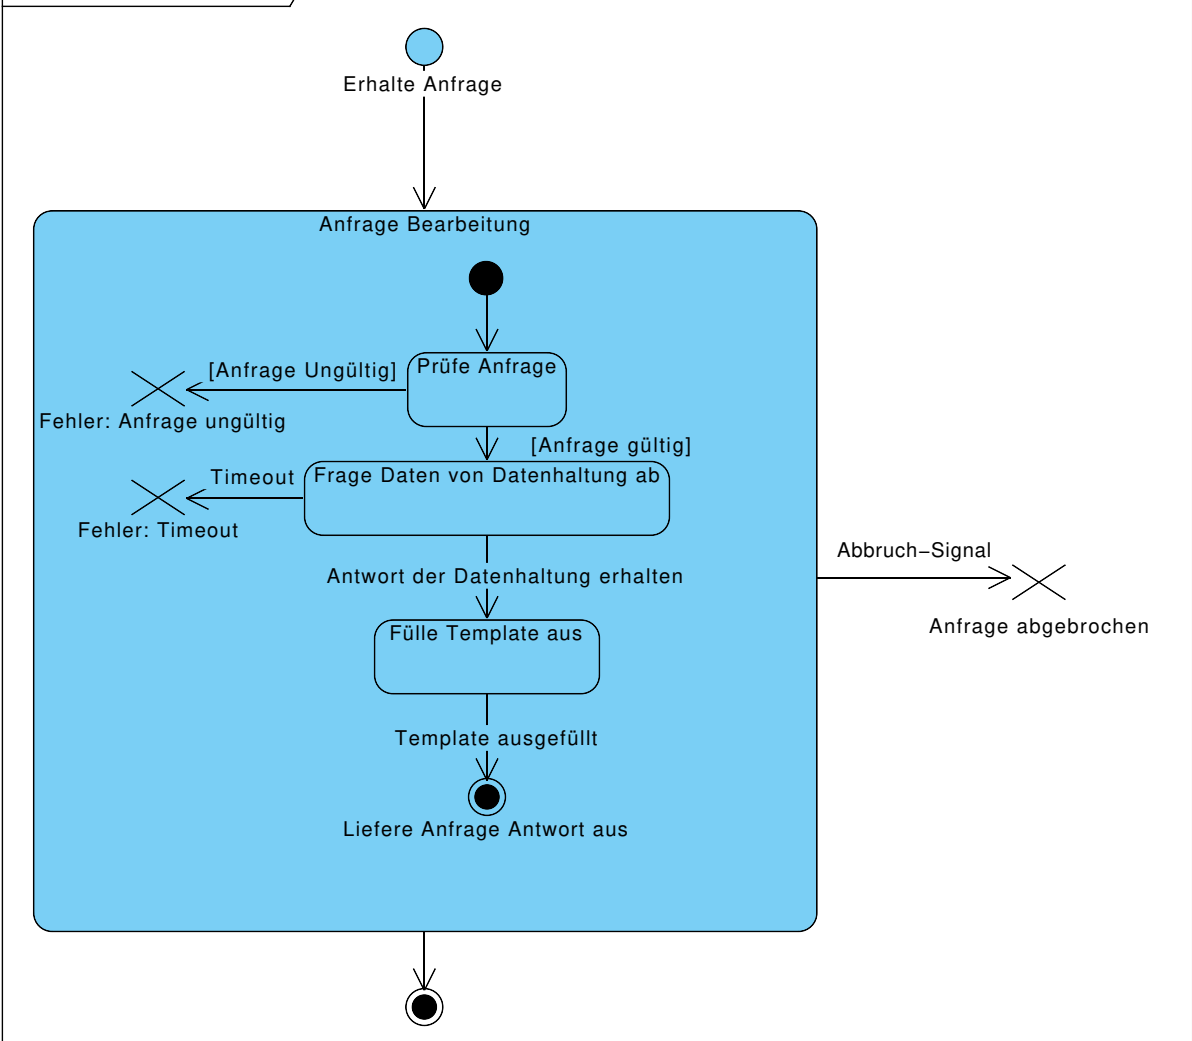 Erhalte Anfrage
Anfrage Bearbeitung
Prüfe Anfrage
[Anfrage Ungültig]
Fehler: Anfrage ungültig
[Anfrage gültig]
Frage Daten von Datenhaltung ab
Timeout
Fehler: Timeout
Abbruch–Signal
Antwort der Datenhaltung erhalten
Anfrage abgebrochen
Fülle Template aus
Template ausgefüllt
Liefere Anfrage Antwort aus